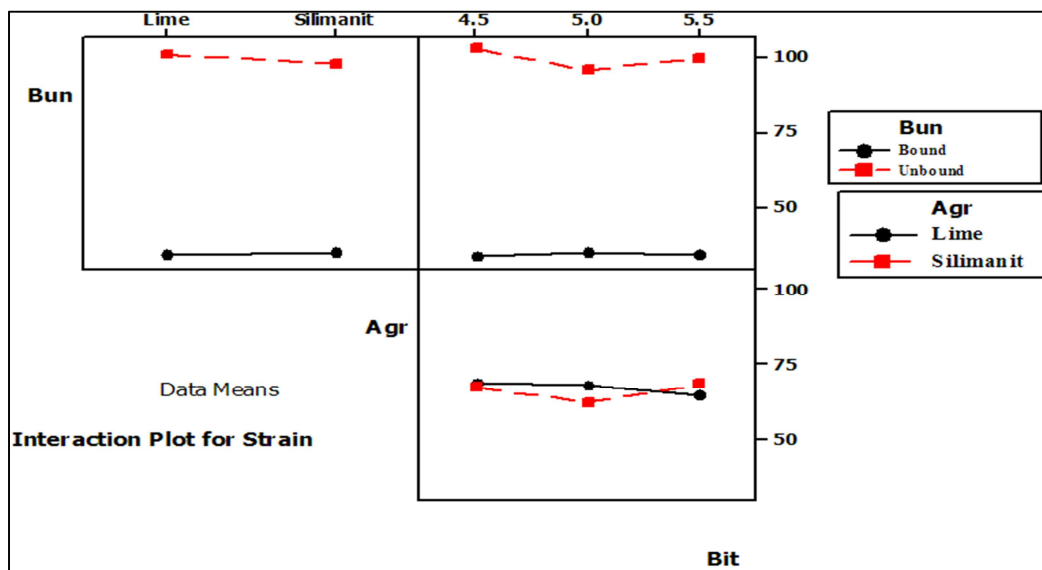 Lime Silimanit 4.5 5.0 5.5
100
Bun
75
50
Bun
Bound
Unbound
Agr
Lime
Silimanit
100
Agr
75
50
Data Means
Interaction Plot for Strain
Bit